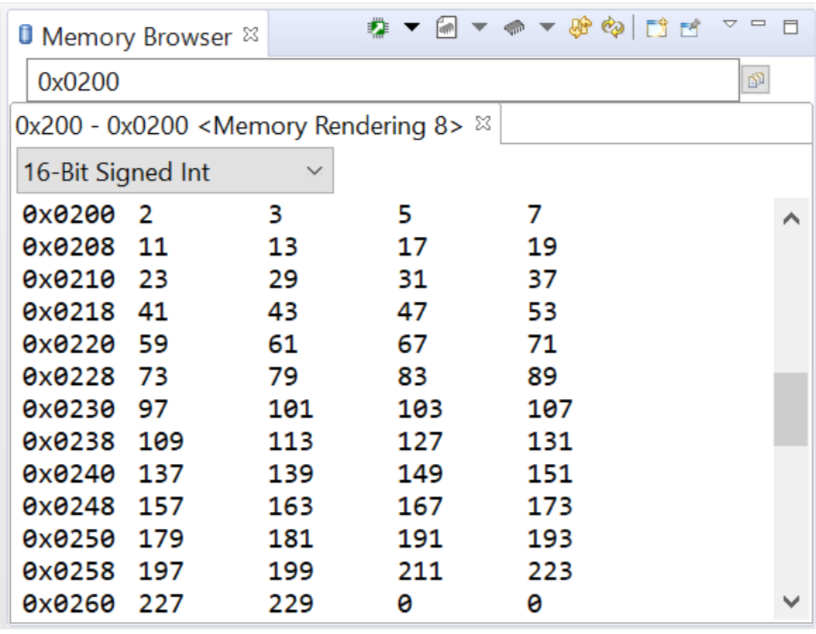 Memory Browser
0x0200
0x200 - 0x0200 <Memory Rendering 8>
16-Bit Signed Int
0x0200 2 3 5 7
0x0208 11 13 17 19
0x0210 23 29 31 37
0x0218 41 43 47 53
0x0220 59 61 67 71
0x0228 73 79 83 89
0x0230 97 101 103 107
0x0238 109 113 127 131
0x0240 137 139 149 151
0x0248 157 163 167 173
0x0250 179 181 191 193
0x0258 197 199 211 223
0x0260 227 229 0 0